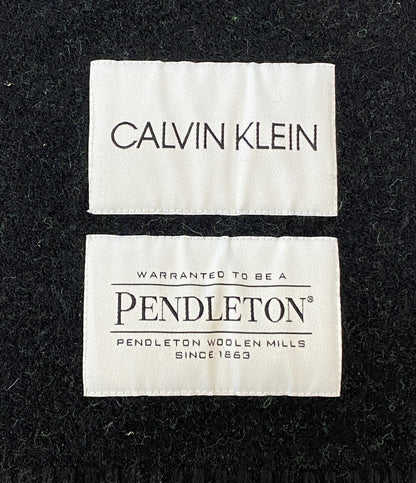 CALVIN KLEIN
WARRANTED TO BE A
PENDLETON®
PENDLETON WOOLEN MILLS
SINCE 1863